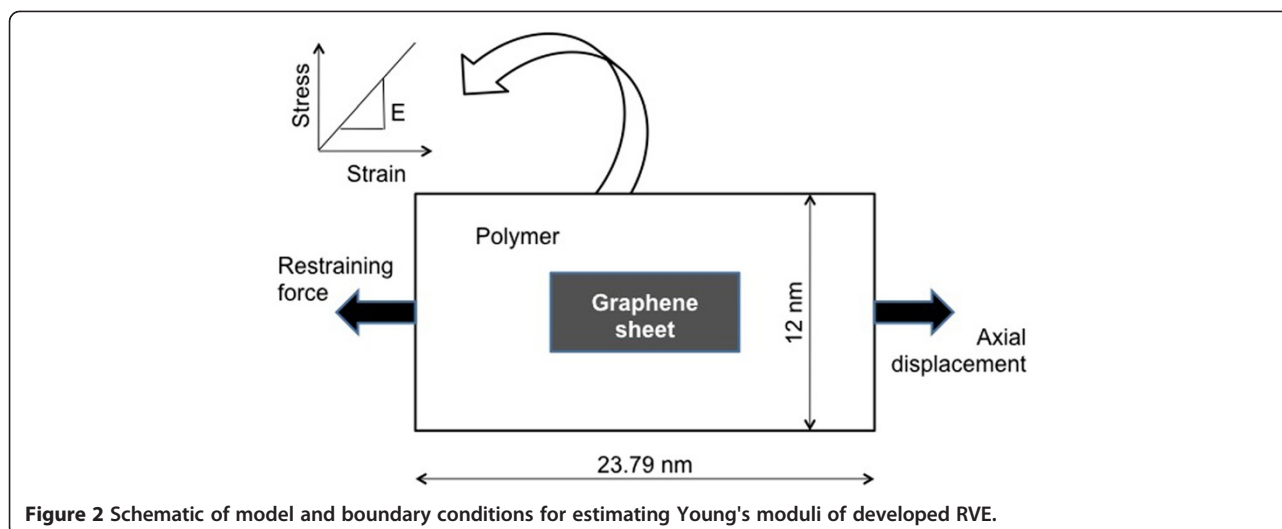 Stress
E
Strain
Polymer
Restraining
force
Graphene
sheet
12 nm
Axial
displacement
23.79 nm
Figure 2 Schematic of model and boundary conditions for estimating Young's moduli of developed RVE.